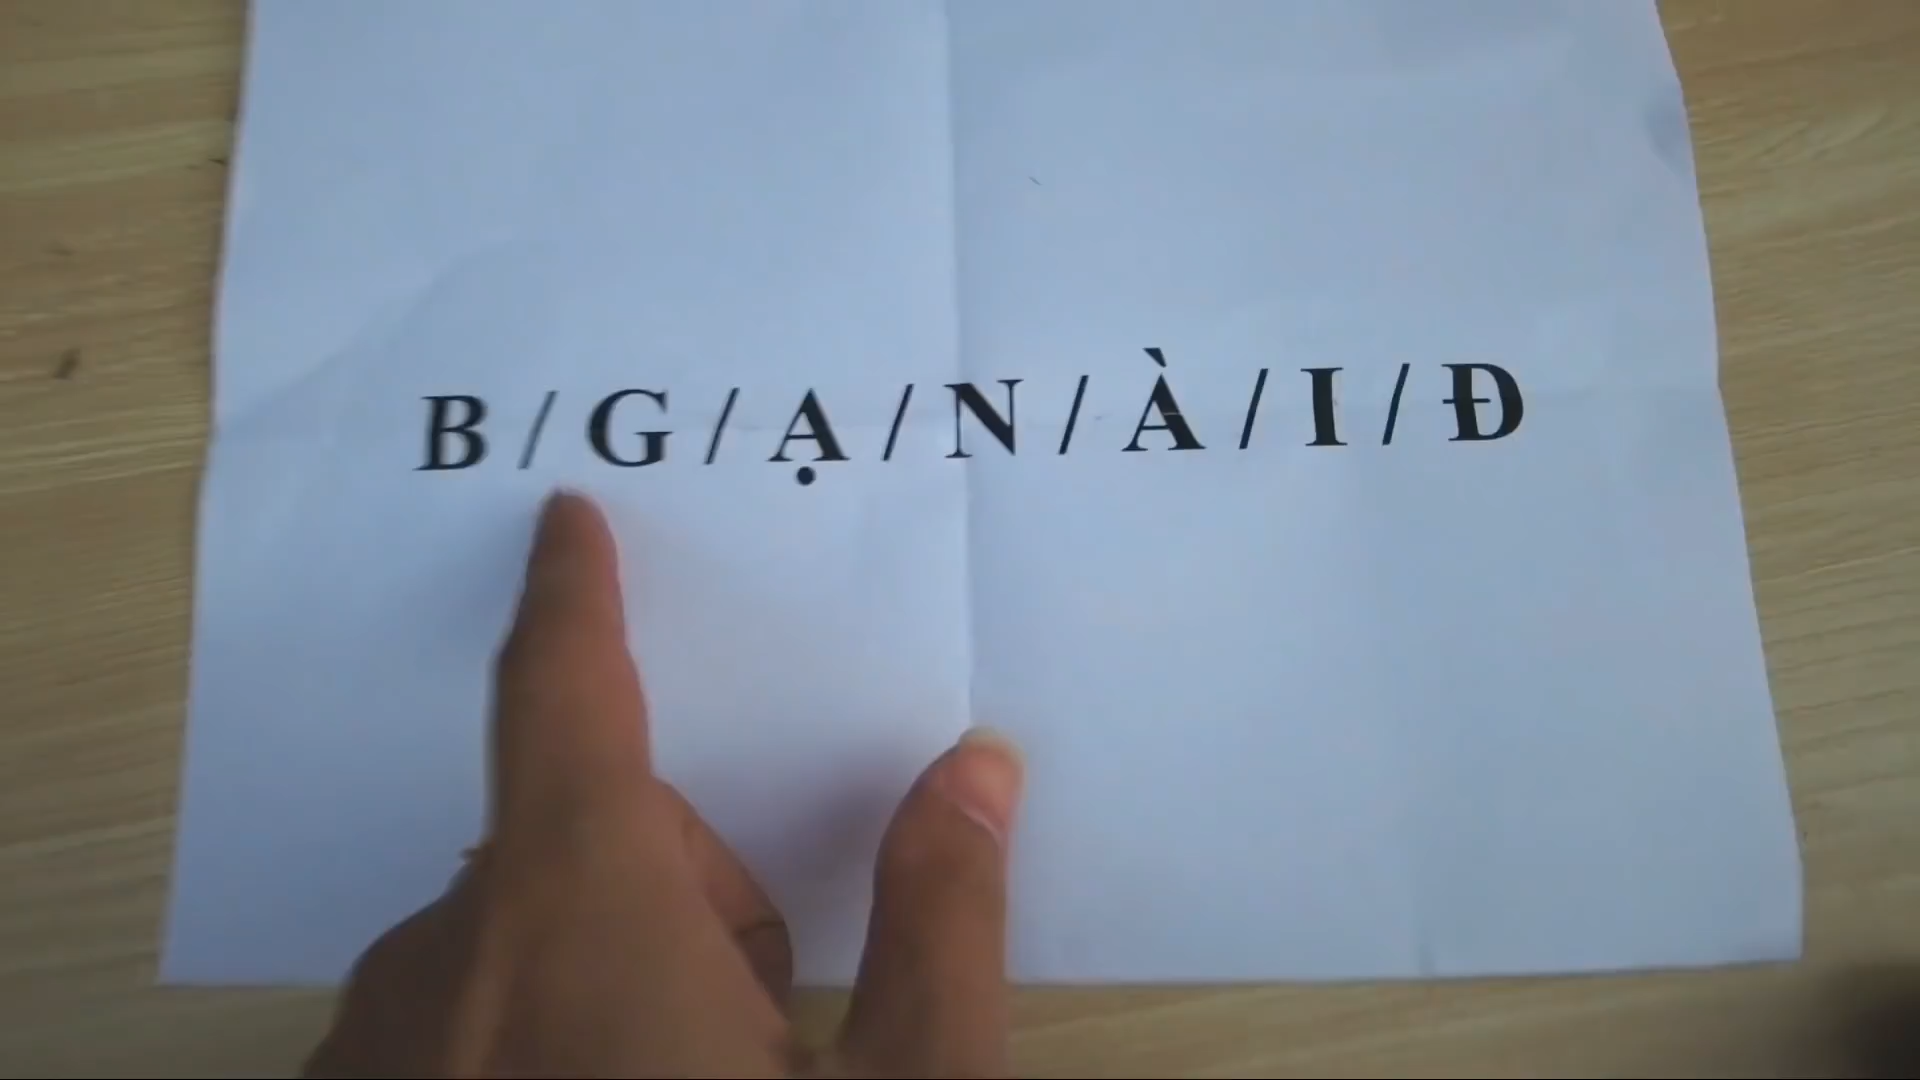 B / G / Ạ / N / À / I / Đ